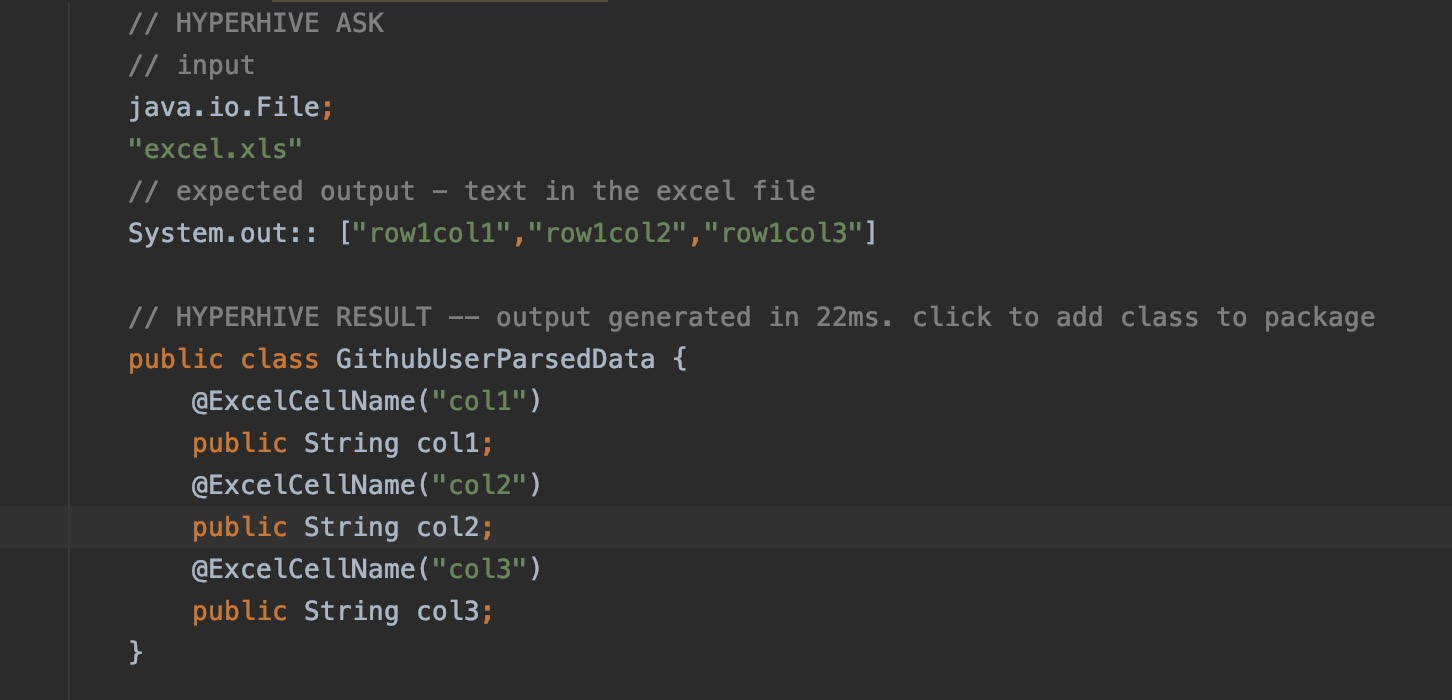 // HYPERHIVE ASK
// input
java.io.File;
"excel.xls"
// expected output – text in the excel file
System.out:: ["row1col1","row1col2","row1col3"]
// HYPERHIVE RESULT –– output generated in 22ms. click to add class to package
public class GithubUserParsedData {
@ExcelCellName("col1")
public String col1;
@ExcelCellName("col2")
public String col2;
@ExcelCellName("col3")
public String col3;
}